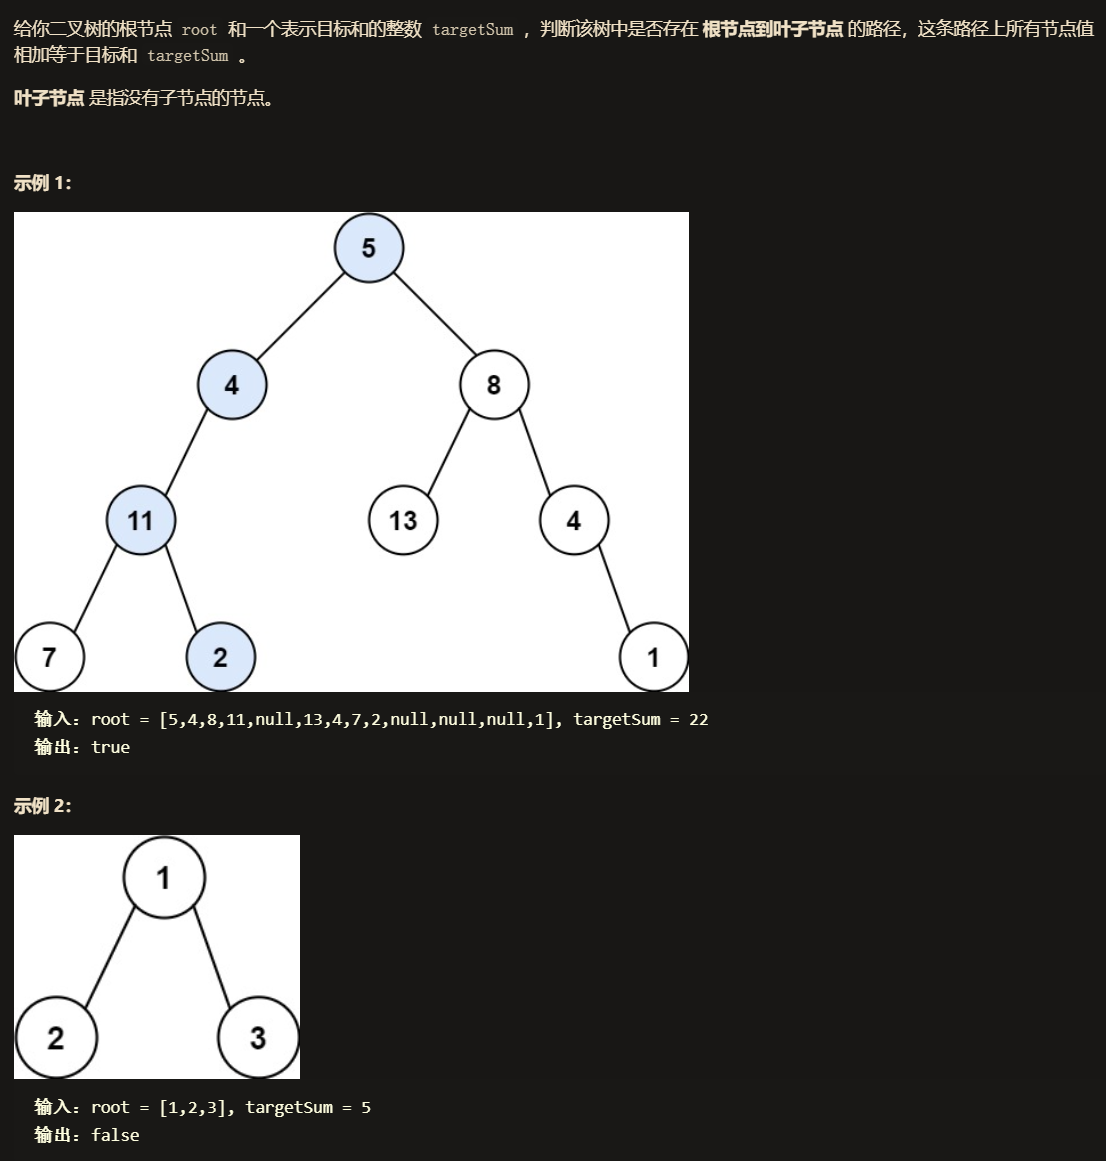 给你二叉树的根节点 root 和一个表示目标和的整数 targetSum ，判断该树中是否存在 根节点到叶子节点 的路径，这条路径上所有节点值
相加等于目标和 targetSum 。
叶子节点 是指没有子节点的节点。
示例 1：
5
4
8
11
13
4
7
2
1
输入：root = [5,4,8,11,null,13,4,7,2,null,null,null,1], targetSum = 22
输出：true
示例 2：
1
2
3
输入：root = [1,2,3], targetSum = 5
输出：false